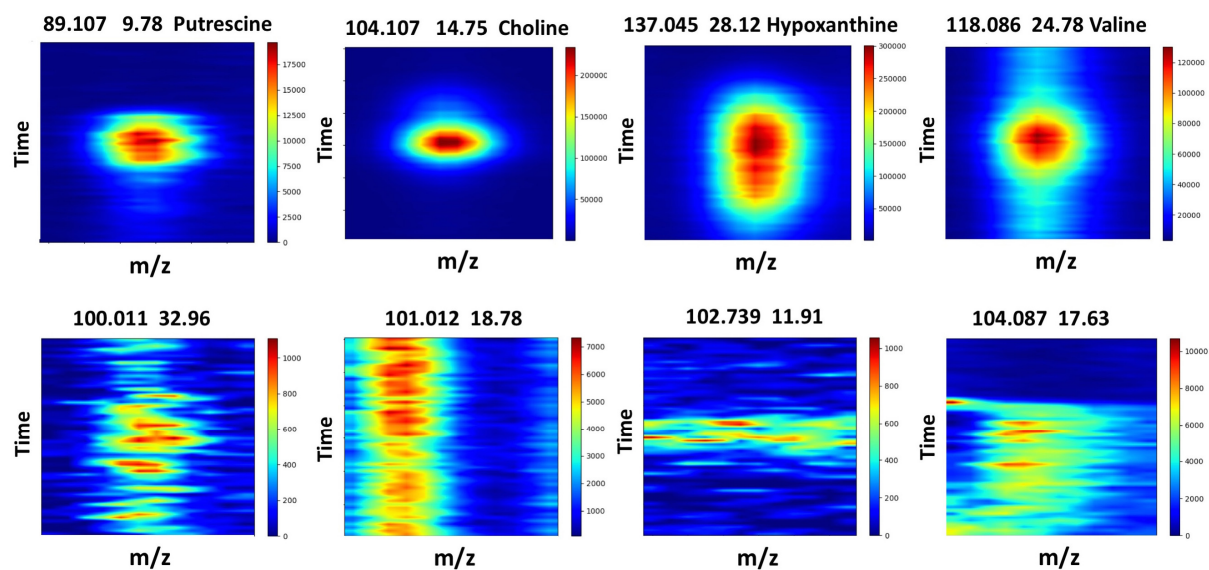 89.107 9.78 Putrescine
104.107 14.75 Choline
137.045 28.12 Hypoxanthine
118.086 24.78 Valine
Time
17500
15000
12500
10000
7500
5000
2500
0
m/z
Time
200000
150000
100000
50000
m/z
Time
300000
250000
200000
150000
100000
50000
m/z
Time
120000
100000
80000
60000
40000
20000
m/z
100.011 32.96
101.012 18.78
102.739 11.91
104.087 17.63
Time
1000
800
600
400
200
0
m/z
Time
7000
6000
5000
4000
3000
2000
1000
m/z
Time
1000
800
600
400
200
0
m/z
Time
10000
8000
6000
4000
2000
0
m/z